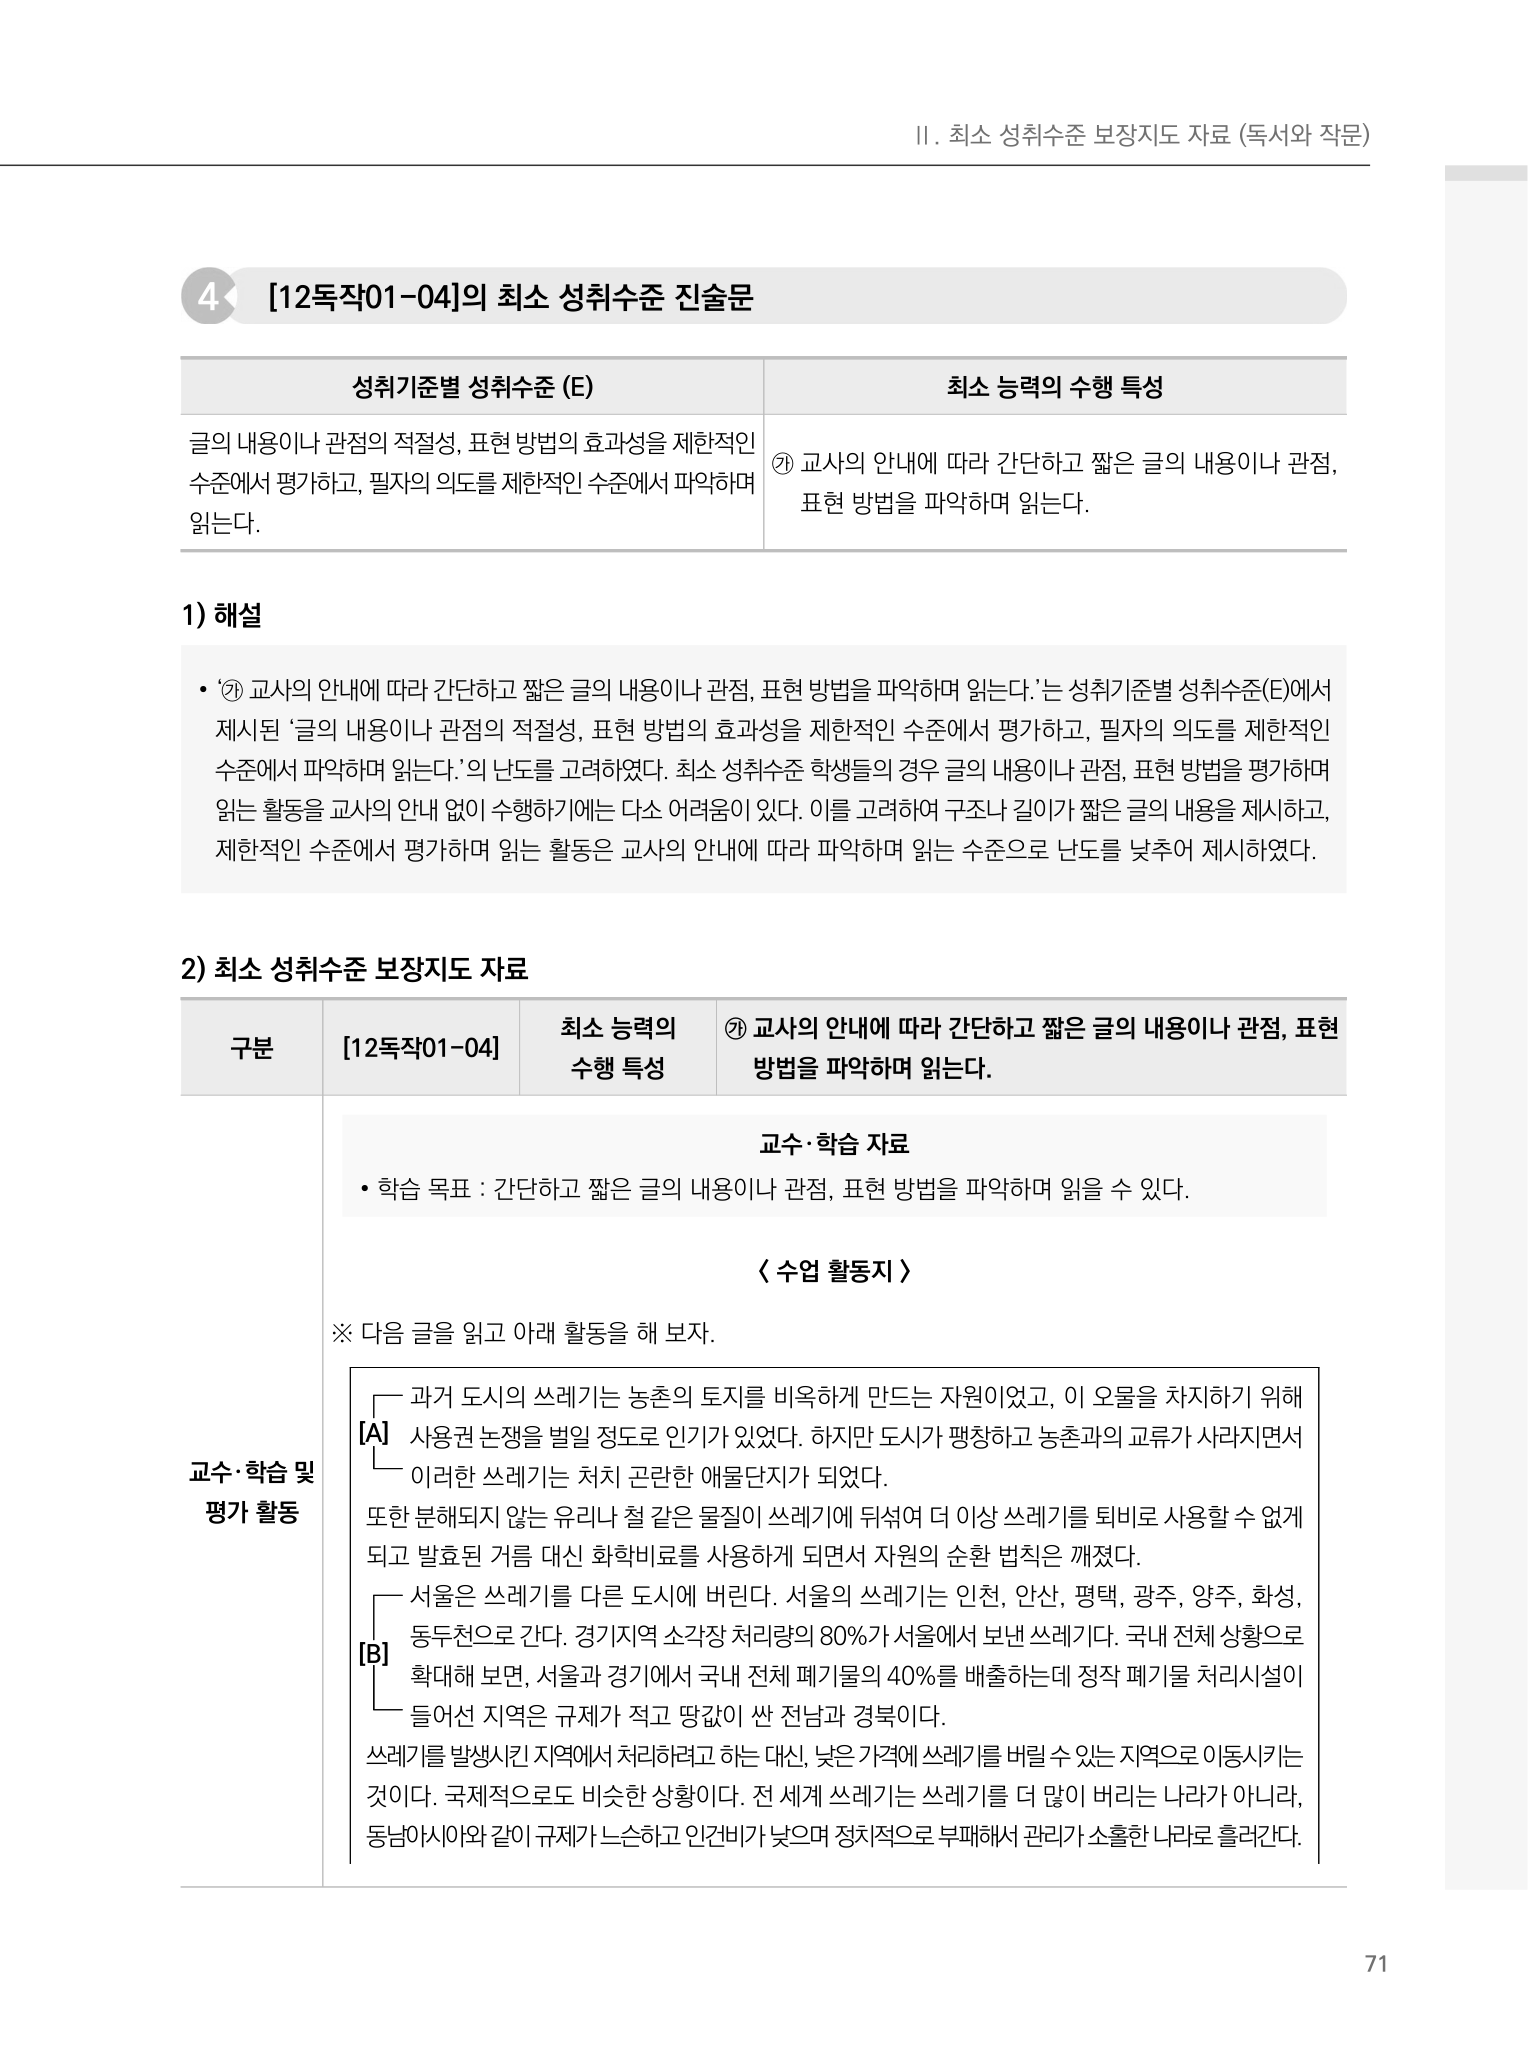 Ⅱ. 최소 성취수준 보장지도 자료 (독서와 작문)
4 [12독작01-04]의 최소 성취수준 진술문
성취기준별 성취수준 (E) 최소 능력의 수행 특성
글의 내용이나 관점의 적절성, 표현 방법의 효과성을 제한적인
수준에서 평가하고, 필자의 의도를 제한적인 수준에서 파악하며
읽는다.
㉮ 교사의 안내에 따라 간단하고 짧은 글의 내용이나 관점,
표현 방법을 파악하며 읽는다.
1) 해설
• ‘㉮ 교사의 안내에 따라 간단하고 짧은 글의 내용이나 관점, 표현 방법을 파악하며 읽는다.’는 성취기준별 성취수준(E)에서
제시된 ‘글의 내용이나 관점의 적절성, 표현 방법의 효과성을 제한적인 수준에서 평가하고, 필자의 의도를 제한적인
수준에서 파악하며 읽는다.’의 난도를 고려하였다. 최소 성취수준 학생들의 경우 글의 내용이나 관점, 표현 방법을 평가하며
읽는 활동을 교사의 안내 없이 수행하기에는 다소 어려움이 있다. 이를 고려하여 구조나 길이가 짧은 글의 내용을 제시하고,
제한적인 수준에서 평가하며 읽는 활동은 교사의 안내에 따라 파악하며 읽는 수준으로 난도를 낮추어 제시하였다.
2) 최소 성취수준 보장지도 자료
구분 [12독작01-04]
최소 능력의
수행 특성
㉮ 교사의 안내에 따라 간단하고 짧은 글의 내용이나 관점, 표현
방법을 파악하며 읽는다.
교수·학습 및
평가 활동
교수·학습 자료
• 학습 목표 : 간단하고 짧은 글의 내용이나 관점, 표현 방법을 파악하며 읽을 수 있다.
〈 수업 활동지 〉
※ 다음 글을 읽고 아래 활동을 해 보자.
과거 도시의 쓰레기는 농촌의 토지를 비옥하게 만드는 자원이었고, 이 오물을 차지하기 위해
[A] 사용권 논쟁을 벌일 정도로 인기가 있었다. 하지만 도시가 팽창하고 농촌과의 교류가 사라지면서
이러한 쓰레기는 처치 곤란한 애물단지가 되었다.
또한 분해되지 않는 유리나 철 같은 물질이 쓰레기에 뒤섞여 더 이상 쓰레기를 퇴비로 사용할 수 없게
되고 발효된 거름 대신 화학비료를 사용하게 되면서 자원의 순환 법칙은 깨졌다.
서울은 쓰레기를 다른 도시에 버린다. 서울의 쓰레기는 인천, 안산, 평택, 광주, 양주, 화성,
동두천으로 간다. 경기지역 소각장 처리량의 80%가 서울에서 보낸 쓰레기다. 국내 전체 상황으로
[B] 확대해 보면, 서울과 경기에서 국내 전체 폐기물의 40%를 배출하는데 정작 폐기물 처리시설이
들어선 지역은 규제가 적고 땅값이 싼 전남과 경북이다.
쓰레기를 발생시킨 지역에서 처리하려고 하는 대신, 낮은 가격에 쓰레기를 버릴 수 있는 지역으로 이동시키는
것이다. 국제적으로도 비슷한 상황이다. 전 세계 쓰레기는 쓰레기를 더 많이 버리는 나라가 아니라,
동남아시아와 같이 규제가 느슨하고 인건비가 낮으며 정치적으로 부패해서 관리가 소홀한 나라로 흘러간다.
71